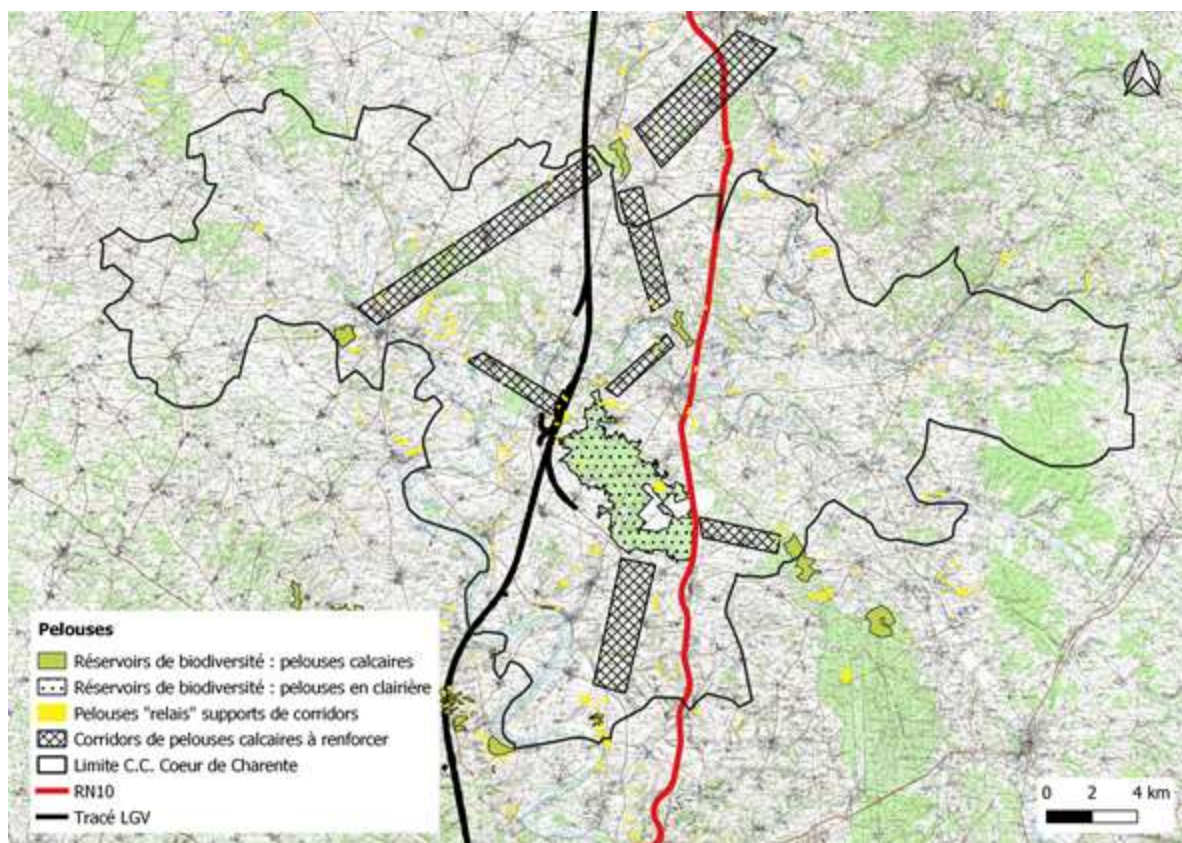 Pelouses
Réservoirs de biodiversité : pelouses calcaires
Réservoirs de biodiversité : pelouses en clairière
Pelouses "relais" supports de corridors
Corridors de pelouses calcaires à renforcer
Limite C.C. Coeur de Charente
RN10
Tracé LGV
0 2 4 km